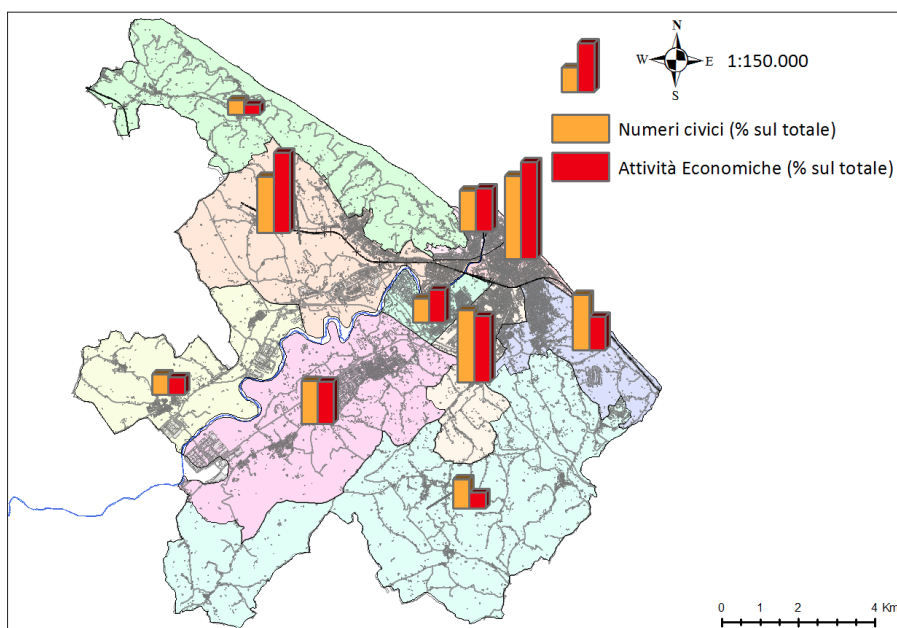 N
W E 1:150.000
S
Numeri civici (% sul totale)
Attività Economiche (% sul totale)
0 1 2 4 Km